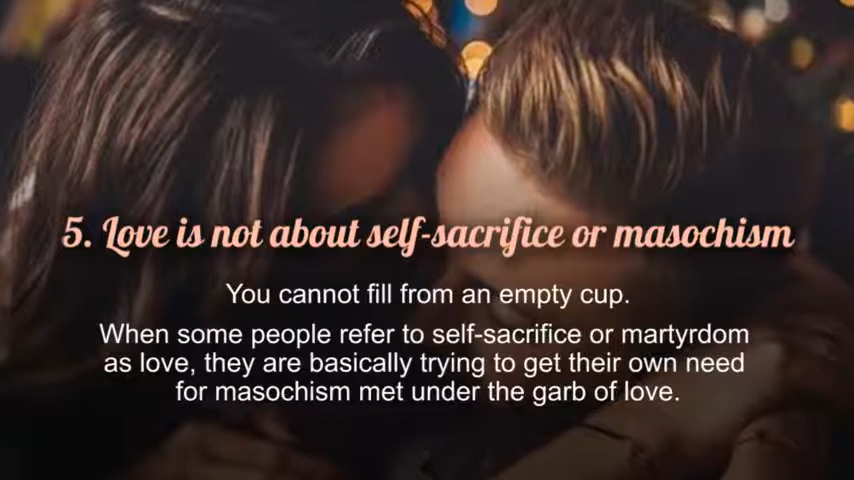 5. Love is not about self-sacrifice or masochism
You cannot fill from an empty cup.
When some people refer to self-sacrifice or martyrdom
as love, they are basically trying to get their own need
for masochism met under the garb of love.